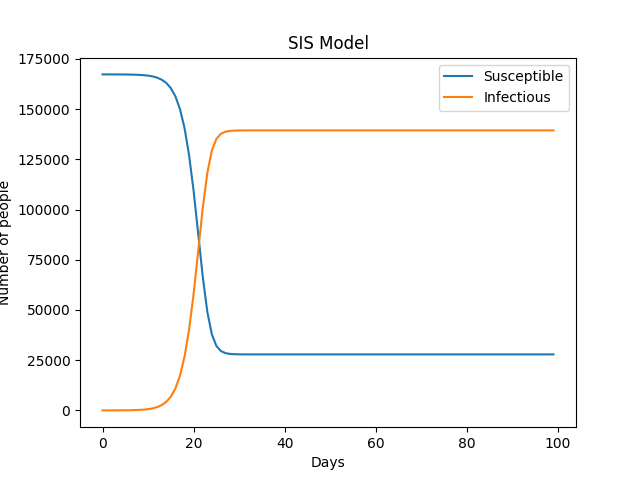 SIS Model
Susceptible
Infectious
175000
150000
125000
100000
75000
50000
25000
0
Number of people
0 20 40 60 80 100
Days